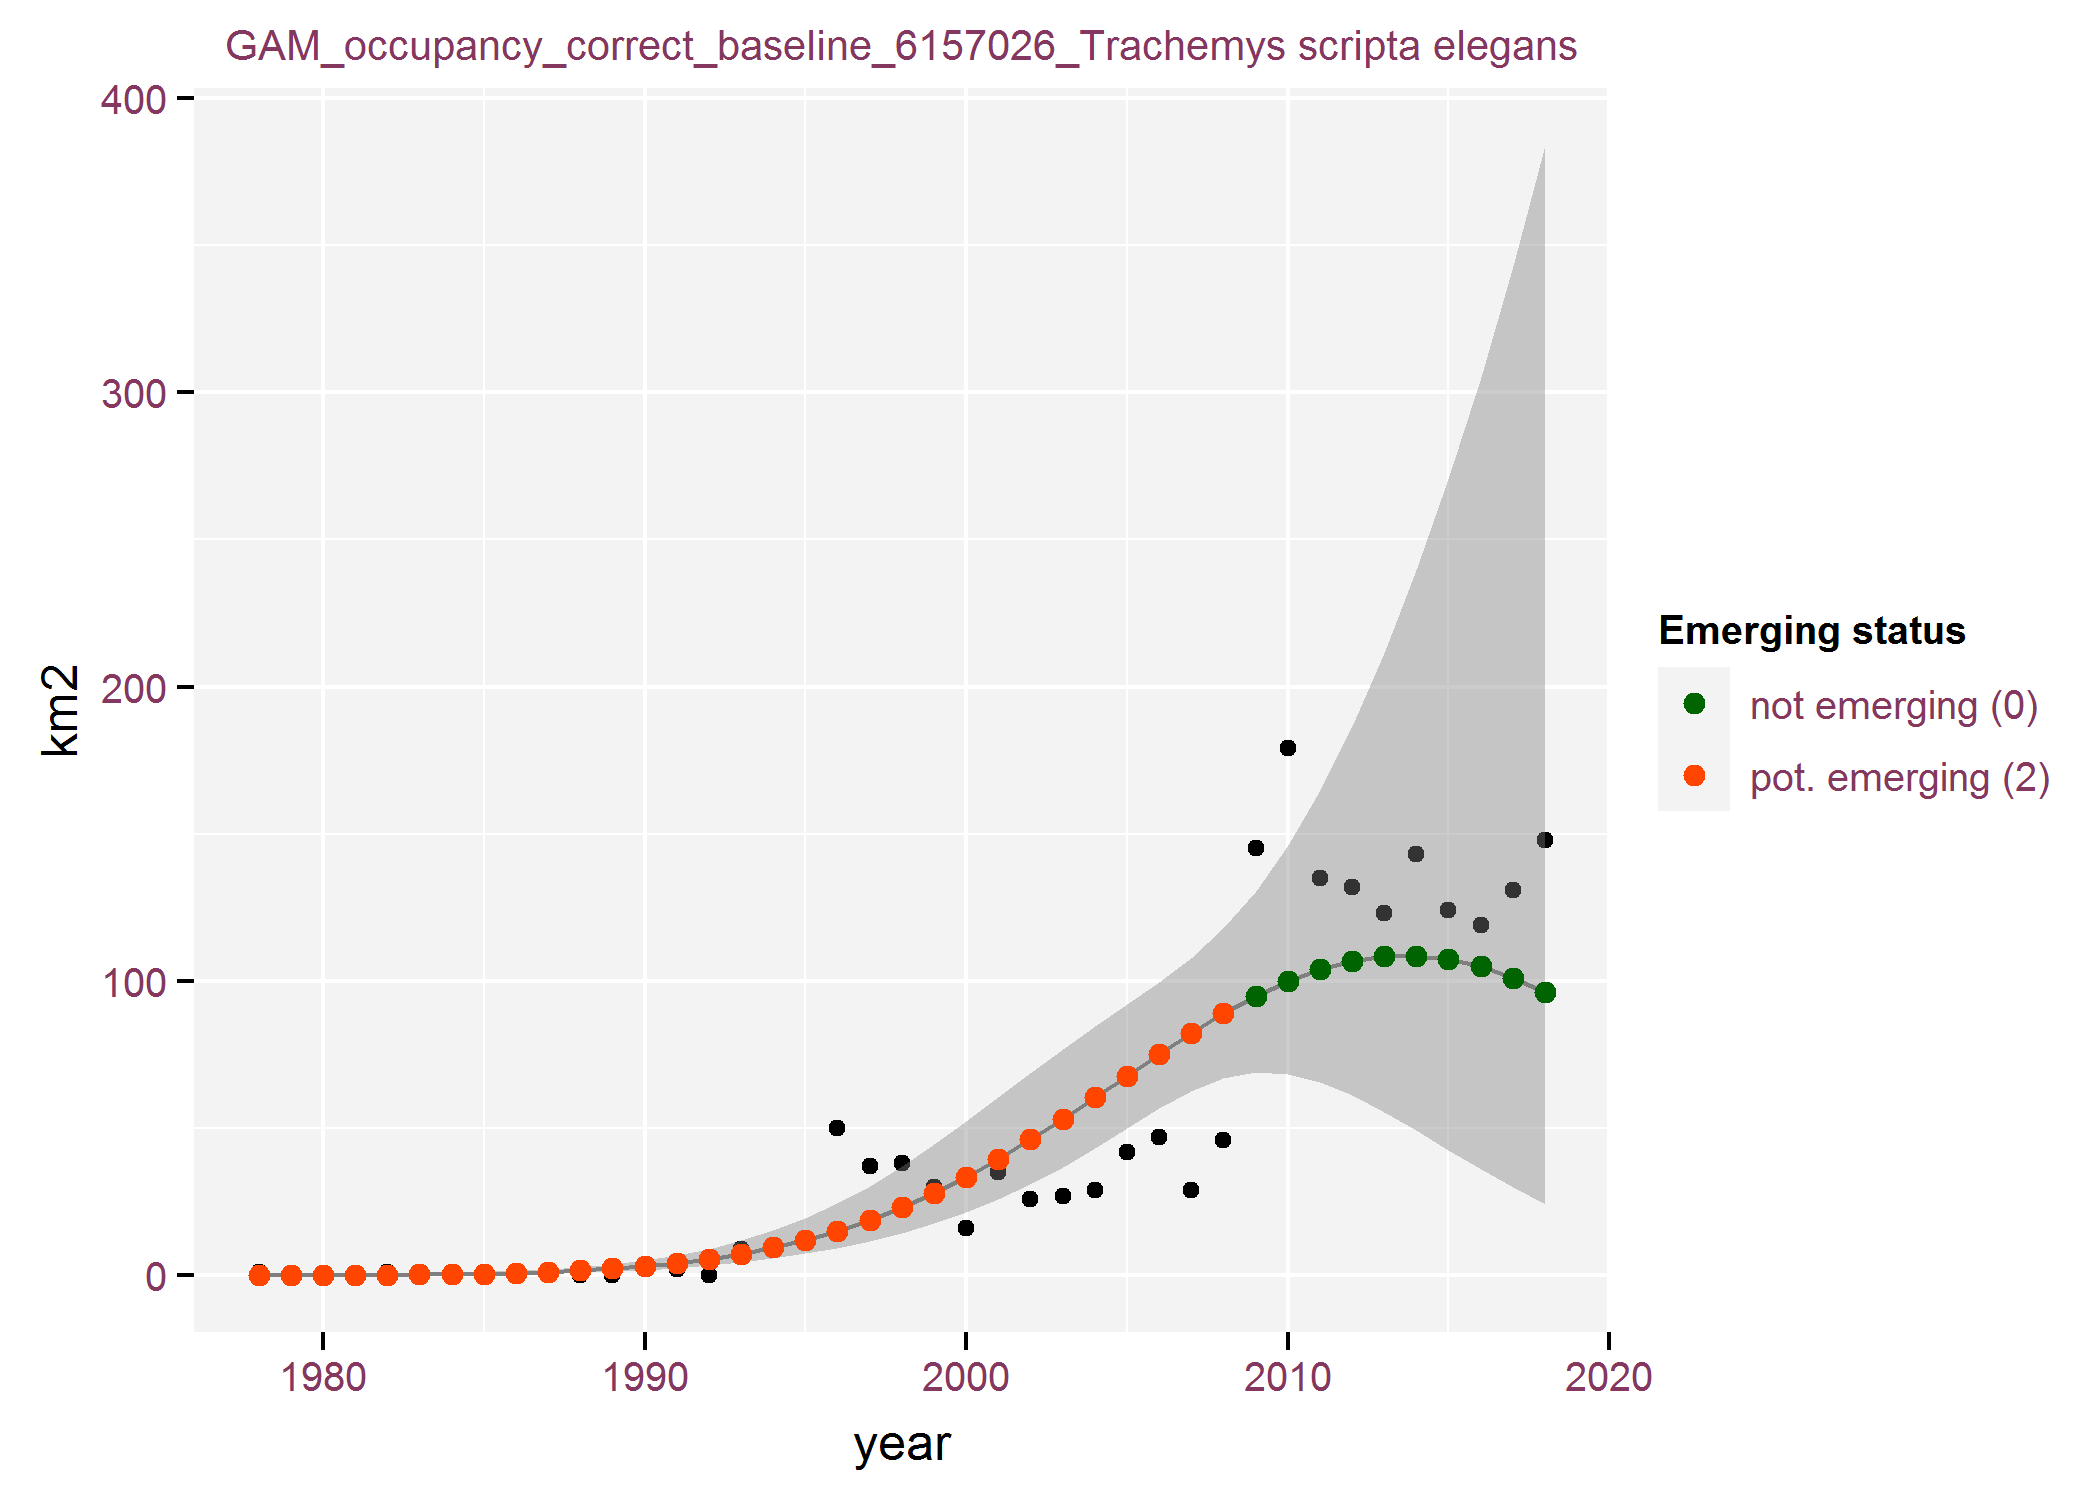 GAM_occupancy_correct_baseline_6157026_Trachemys scripta elegans
400
300
200
100
0
km2
1980 1990 2000 2010 2020
year
Emerging status
not emerging (0)
pot. emerging (2)